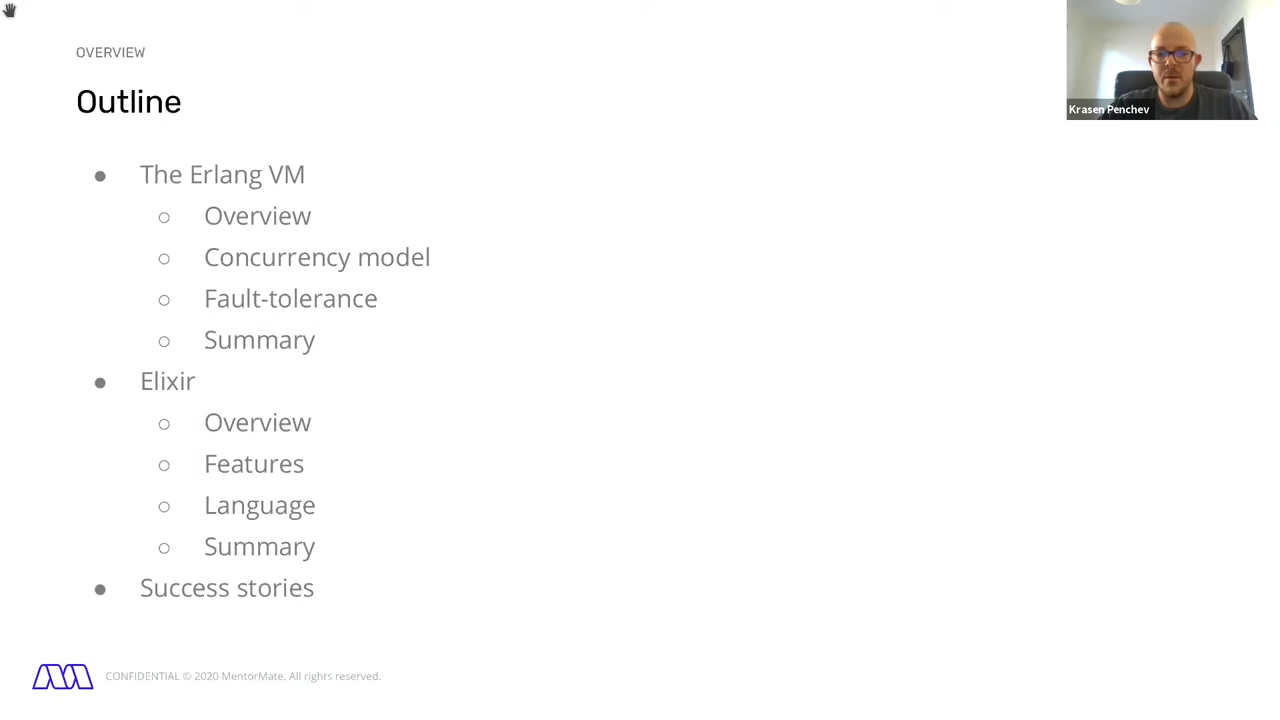 OVERVIEW
Outline
● The Erlang VM
○ Overview
○ Concurrency model
○ Fault-tolerance
○ Summary
● Elixir
○ Overview
○ Features
○ Language
○ Summary
● Success stories
CONFIDENTIAL © 2020 MentorMate. All rights reserved.
Krasen Penchev